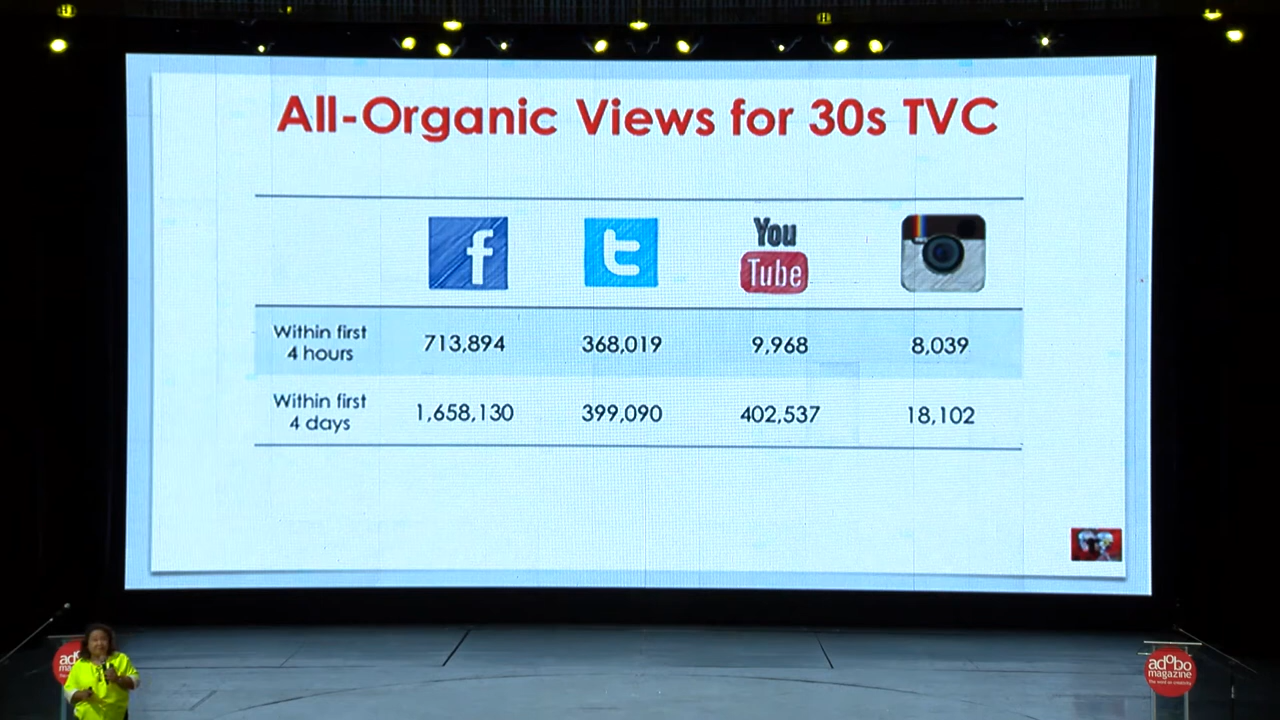 All-Organic Views for 30s TVC
f
t
You
Tube
Within first
4 hours
713,894
368,019
9,968
8,039
Within first
4 days
1,658,130
399,090
402,537
18,102
adobo
magazine